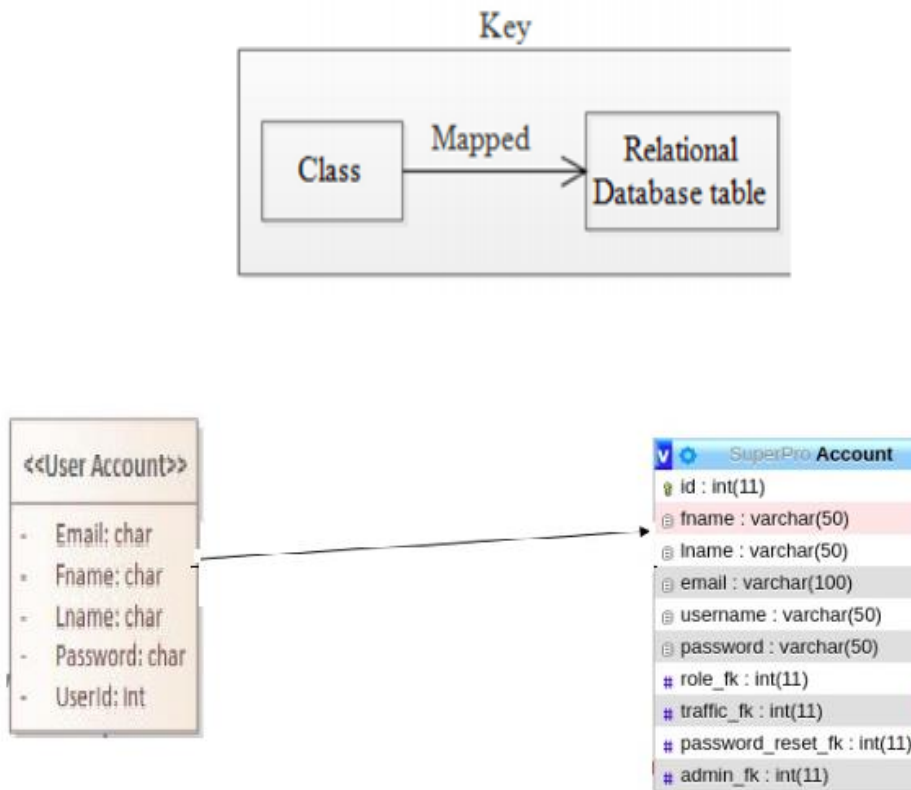 Key
Class
Mapped
Relational
Database table
<<User Account>>
- Email: char
- Fname: char
- Lname: char
- Password: char
- UserId: Int
v SuperPro Account
id : int(11)
fname : varchar(50)
lname : varchar(50)
email : varchar(100)
username : varchar(50)
password : varchar(50)
# role_fk : int(11)
# traffic_fk : int(11)
# password_reset_fk : int(11)
# admin_fk : int(11)